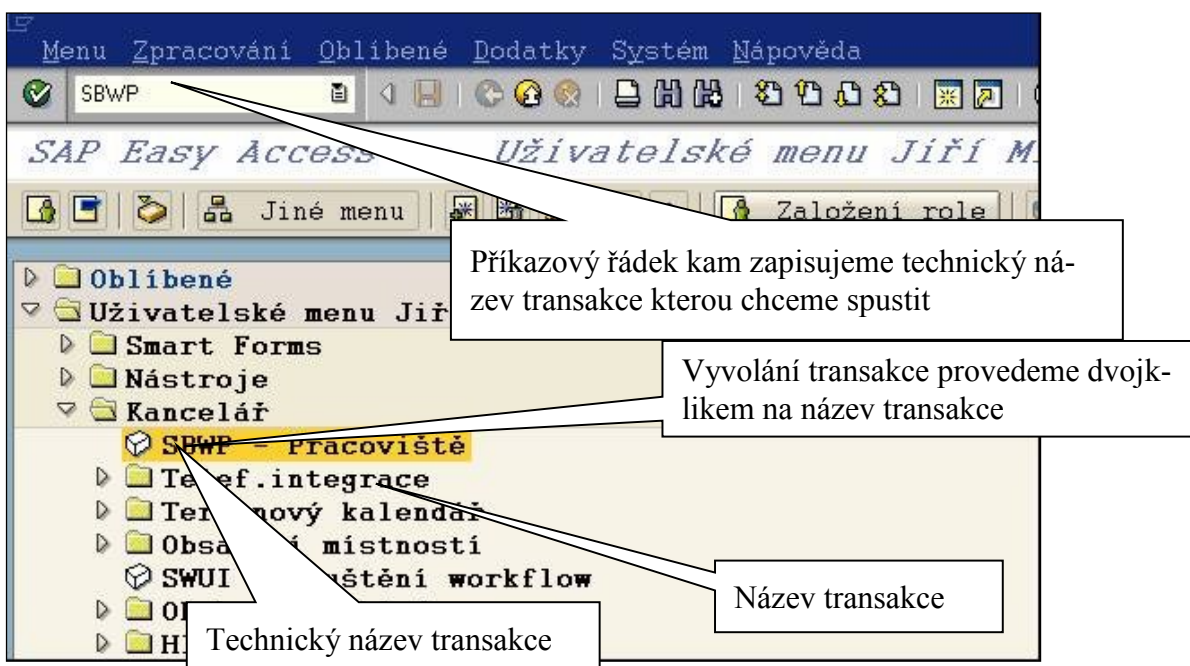 Menu Zpracování Oblíbené Dodatky Systém Nápověda
SBWP
SAP Easy Access Uživatelské menu Jiří M
Jiné menu Založení role
Příkazový řádek kam zapisujeme technický ná-
zev transakce kterou chceme spustit
Oblíbené
Uživatelské menu Jiř
Smart Forms
Nástroje
Vyvolání transakce provedeme dvojk-
likem na název transakce
Kancelář
SBWP - Pracoviště
integrace
kalendář
místností
SWUI workflow
Název transakce
Technický název transakce